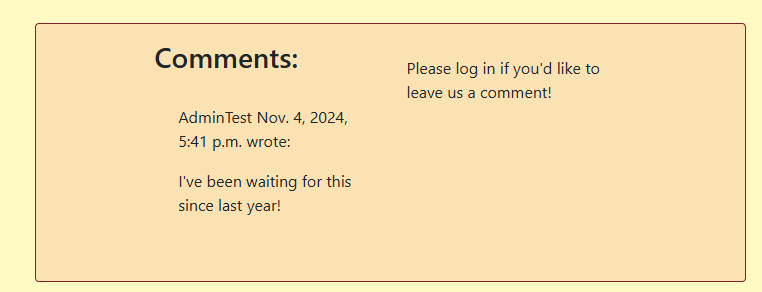 Comments:
AdminTest Nov. 4, 2024,
5:41 p.m. wrote:
I've been waiting for this
since last year!
Please log in if you'd like to
leave us a comment!